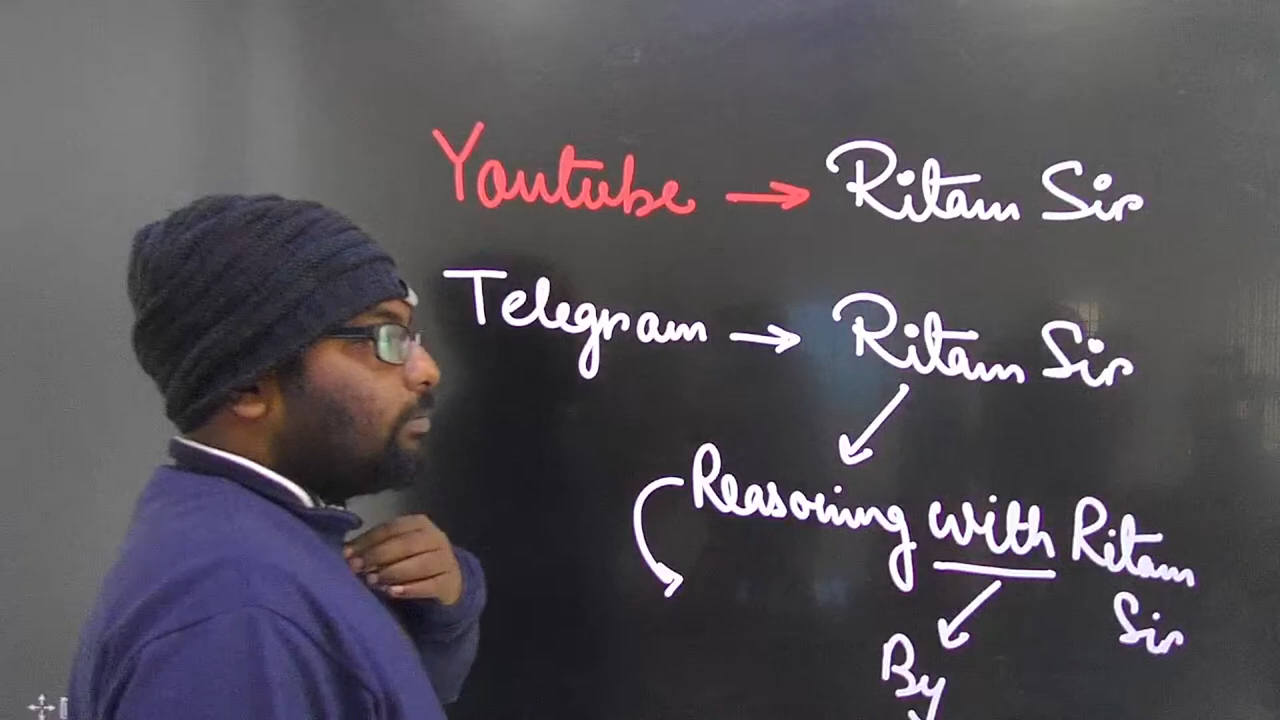 Youtube → Ritam Sir
Telegram → Ritam Sir
Reasoning with Ritam
Sir
By